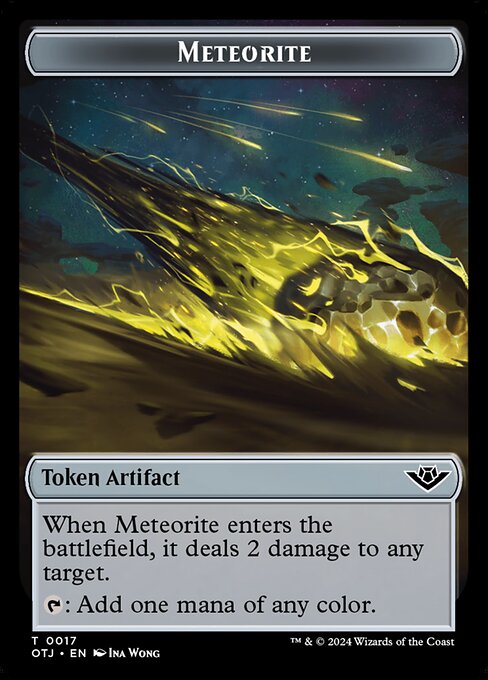 METEORITE
Token Artifact
When Meteorite enters the
battlefield, it deals 2 damage to any
target.
: Add one mana of any color.
T 0017
OTJ • EN Ina Wong
™ & © 2024 Wizards of the Coast